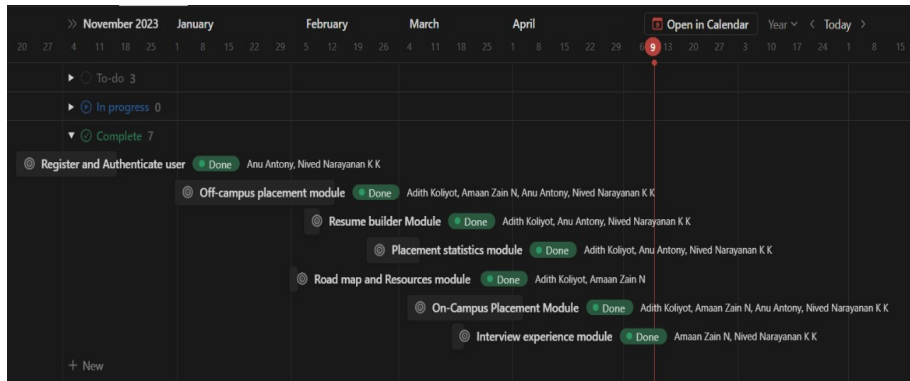 November 2023 January February March April Open in Calendar Year Today
20 27 4 11 18 25 1 8 15 22 29 5 12 19 26 4 11 18 25 1 8 15 22 29 6 9 13 20 27 3 10 17 24 1 8 15
To-do 3
In progress 0
Complete 7
Register and Authenticate user Done Anu Antony, Nived Narayanan K K
Off-campus placement module Done Adith Koliyot, Amaan Zain N, Anu Antony, Nived Narayanan K K
Resume builder Module Done Adith Koliyot, Anu Antony, Nived Narayanan K K
Placement statistics module Done Adith Koliyot, Anu Antony, Nived Narayanan K K
Road map and Resources module Done Adith Koliyot, Amaan Zain N
On-Campus Placement Module Done Adith Koliyot, Amaan Zain N, Anu Antony, Nived Narayanan K K
Interview experience module Done Amaan Zain N, Nived Narayanan K K
+ New